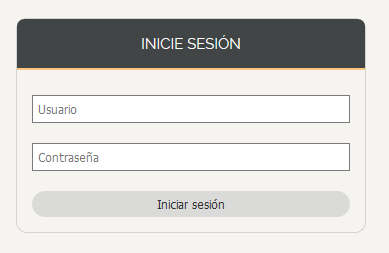 INICIE SESIÓN
Usuario
Contraseña
Iniciar sesión